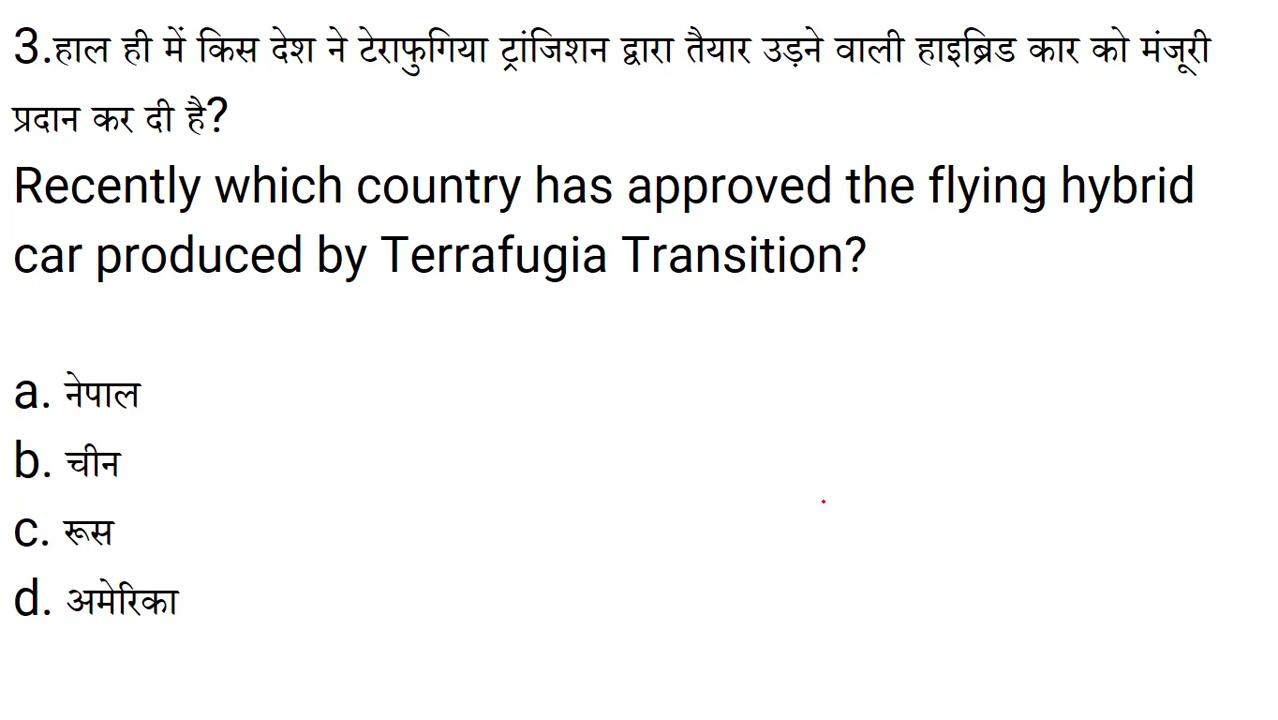 3.हाल ही में किस देश ने टेराफुगिया ट्रांजिशन द्वारा तैयार उड़ने वाली हाइब्रिड कार को मंजूरी
प्रदान कर दी है?
Recently which country has approved the flying hybrid
car produced by Terrafugia Transition?
a. नेपाल
b. चीन
c. रूस
d. अमेरिका